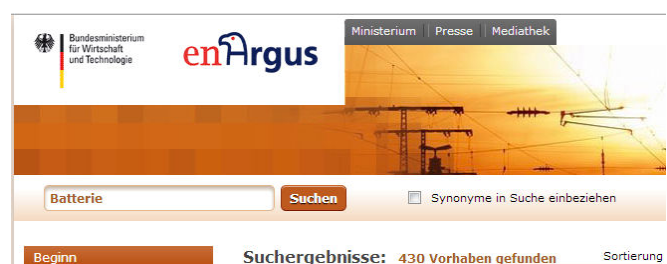 Bundesministerium
für Wirtschaft
und Technologie
enArgus
Ministerium Presse Mediathek
Batterie Suchen Synonyme in Suche einbeziehen
Beginn Suchergebnisse: 430 Vorhaben gefunden Sortierung